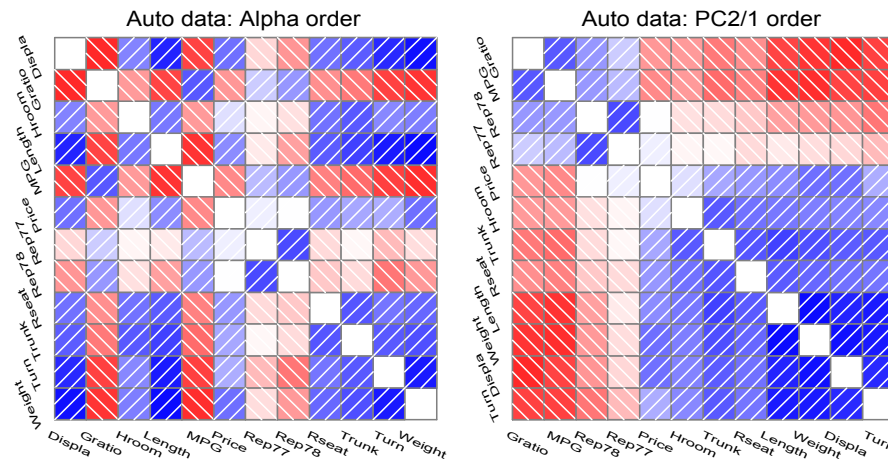 Auto data: Alpha order
Auto data: PC2/1 order
Displa
Gratio
Hroom
Length
MPG
Price
Rep77
Rep78
Rseat
Trunk
Turn
Weight
Displa
Gratio
Hroom
Length
MPG
Price
Rep77
Rep78
Rseat
Trunk
Turn
Weight
Gratio
MPG
Rep78
Rep77
Price
Hroom
Trunk
Rseat
Length
Weight
Displa
Turn
Gratio
MPG
Rep78
Rep77
Price
Hroom
Trunk
Rseat
Length
Weight
Displa
Turn